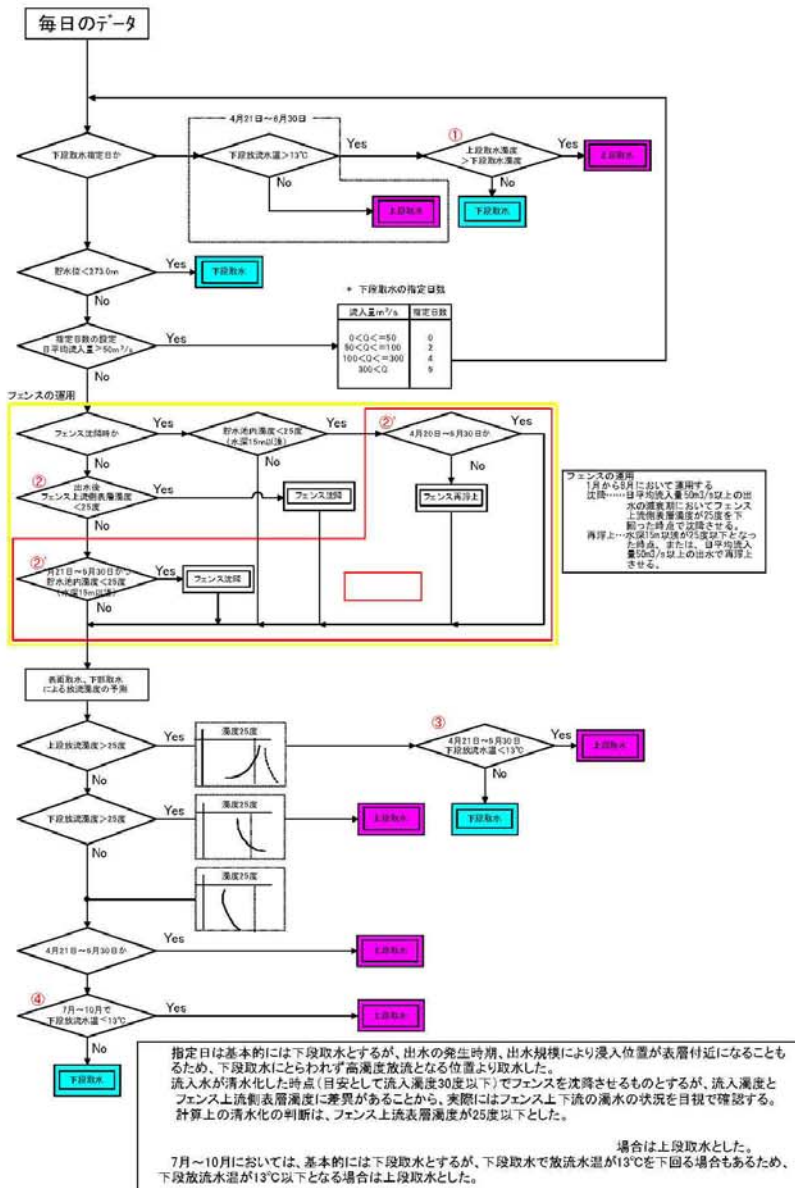 毎日のデータ
4月21日~6月30日
下段取水指定日か
下段放流水温>13℃
Yes
①
上段取水濁度
>下段取水濁度
Yes
上段取水
No
上段取水
No
下段取水
貯水位<273.0m
Yes
下段取水
No
* 下段取水の指定日数
流入量m³/s 指定日数
0<Q<=50 0
50<Q<=100 2
100<Q<=300 4
300<Q
指定日数の設定
日平均流入量≥50m³/s
Yes
No
フェンスの運用
フェンス沈降時か
Yes
貯水池内濁度<25度
(水深15m以浅)
Yes
②'
4月20日~5月30日か
Yes
No
フェンス再浮上
②
出水後
フェンス上流側表層濁度
<25度
Yes
フェンス沈降
No
②'
4月21日~5月30日かつ
貯水池内濁度<25度
(水深15m以浅)
Yes
フェンス沈降
No
フェンスの運用
1月から8月において運用する
沈降……日平均流入量50m3/s以上の出
水の減衰期においてフェンス
上流側表層濁度が25度を下
回った時点で沈降させる。
再浮上…水深15m以浅が25度以下となっ
た時点、または、日平均流入
量50m3/s以上の出水で再浮上
させる。
表面取水、下部取水
による放流濁度の予測
上段放流濁度>25度
Yes
濁度25度
③
4月21日~5月30日
下段放流水温<13℃
Yes
上段取水
No
下段取水
No
下段放流濁度>25度
Yes
濁度25度
上段取水
No
濁度25度
4月21日~5月30日か
Yes
上段取水
No
④
7月~10月で
下段放流水温<13℃
Yes
上段取水
No
下段取水
指定日は基本的には下段取水とするが、出水の発生時期、出水規模により浸入位置が表層付近になることも
あるため、下段取水にとらわれず高濁度放流となる位置より取水した。
流入水が清水化した時点(目安として流入濁度30度以下)でフェンスを沈降させるものとするが、流入濁度と
フェンス上流側表層濁度に差異があることから、実際にはフェンス上下流の濁水の状況を目視で確認する。
計算上の清水化の判断は、フェンス上流表層濁度が25度以下とした。
場合は上段取水とした。
7月~10月においては、基本的には下段取水とするが、下段取水で放流水温が13℃を下回る場合もあるため、
下段放流水温が13℃以下となる場合は上段取水とした。